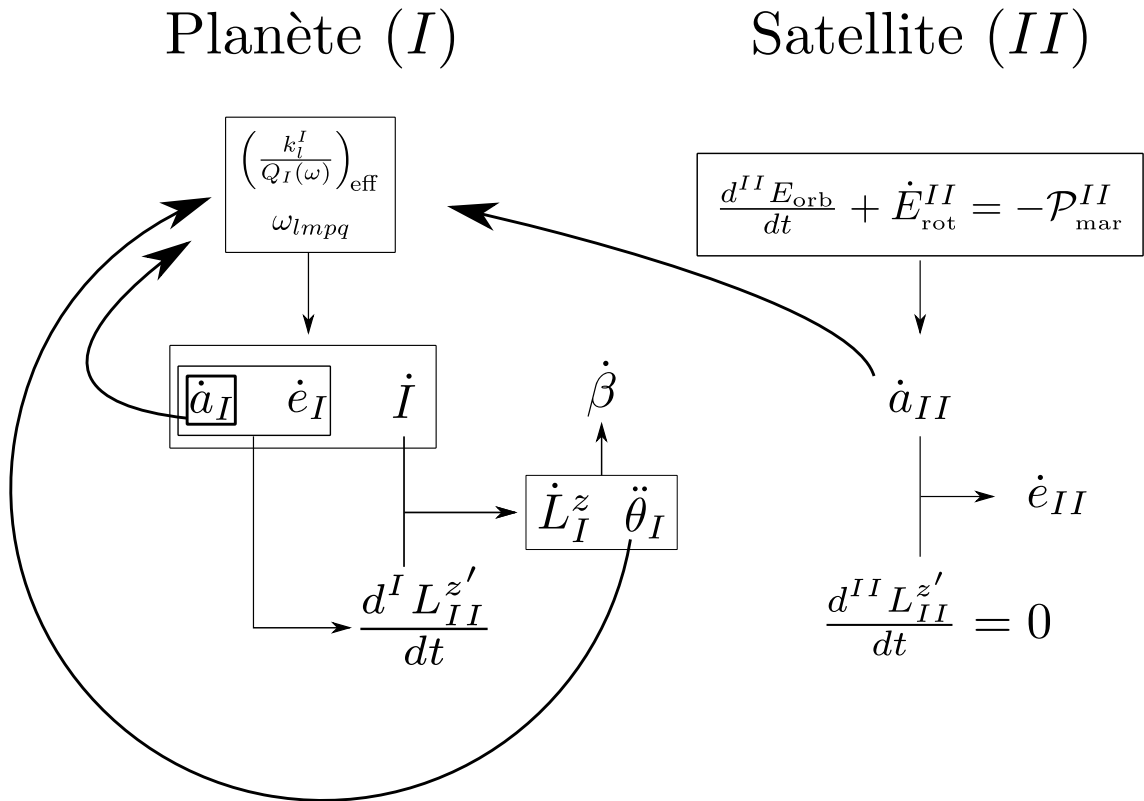 Planète (I)
Satellite (II)
(k_l^I / Q_I(ω))_eff
ω_lmpq
d^II E_orb / dt + Ė_rot^II = −𝒫_mar^II
ȧ_I ė_I İ
β̇
ȧ_II
L̇_I^z θ̈_I
ė_II
d^I L_II^z′ / dt
d^II L_II^z′ / dt = 0